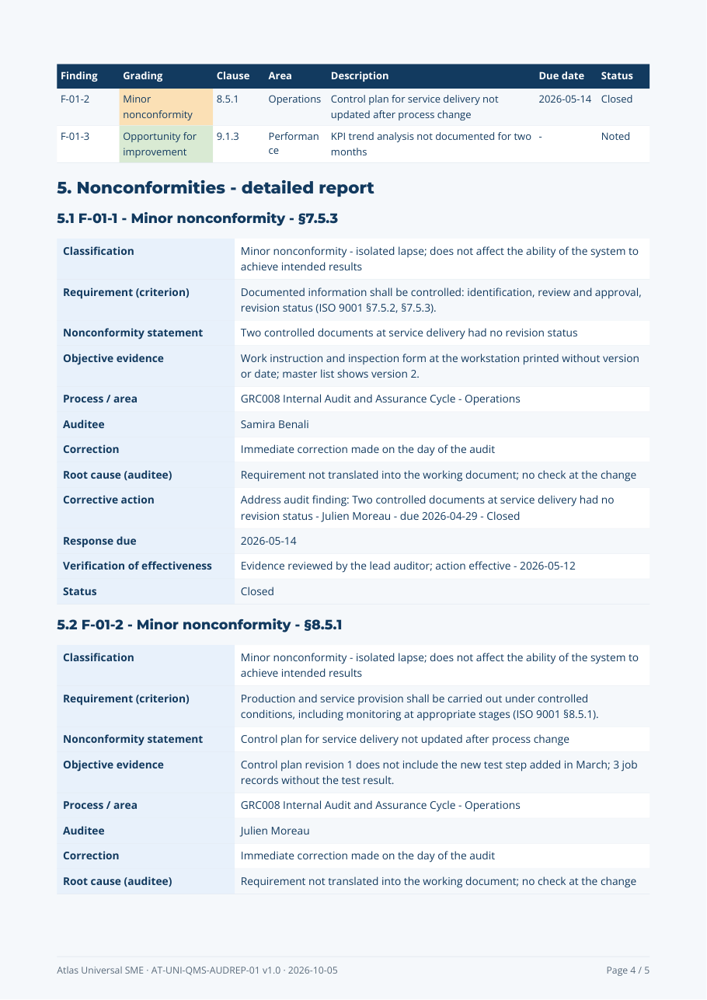 Finding Grading Clause Area Description Due date Status
F-01-2 Minor 8.5.1 Operations Control plan for service delivery not 2026-05-14 Closed
nonconformity updated after process change
F-01-3 Opportunity for 9.1.3 Performan KPI trend analysis not documented for two - Noted
improvement ce months
5. Nonconformities - detailed report
5.1 F-01-1 - Minor nonconformity - §7.5.3
Classification Minor nonconformity - isolated lapse; does not affect the ability of the system to
achieve intended results
Requirement (criterion) Documented information shall be controlled: identification, review and approval,
revision status (ISO 9001 §7.5.2, §7.5.3).
Nonconformity statement Two controlled documents at service delivery had no revision status
Objective evidence Work instruction and inspection form at the workstation printed without version
or date; master list shows version 2.
Process / area GRC008 Internal Audit and Assurance Cycle - Operations
Auditee Samira Benali
Correction Immediate correction made on the day of the audit
Root cause (auditee) Requirement not translated into the working document; no check at the change
Corrective action Address audit finding: Two controlled documents at service delivery had no
revision status - Julien Moreau - due 2026-04-29 - Closed
Response due 2026-05-14
Verification of effectiveness Evidence reviewed by the lead auditor; action effective - 2026-05-12
Status Closed
5.2 F-01-2 - Minor nonconformity - §8.5.1
Classification Minor nonconformity - isolated lapse; does not affect the ability of the system to
achieve intended results
Requirement (criterion) Production and service provision shall be carried out under controlled
conditions, including monitoring at appropriate stages (ISO 9001 §8.5.1).
Nonconformity statement Control plan for service delivery not updated after process change
Objective evidence Control plan revision 1 does not include the new test step added in March; 3 job
records without the test result.
Process / area GRC008 Internal Audit and Assurance Cycle - Operations
Auditee Julien Moreau
Correction Immediate correction made on the day of the audit
Root cause (auditee) Requirement not translated into the working document; no check at the change
Atlas Universal SME · AT-UNI-QMS-AUDREP-01 v1.0 · 2026-10-05 Page 4 / 5